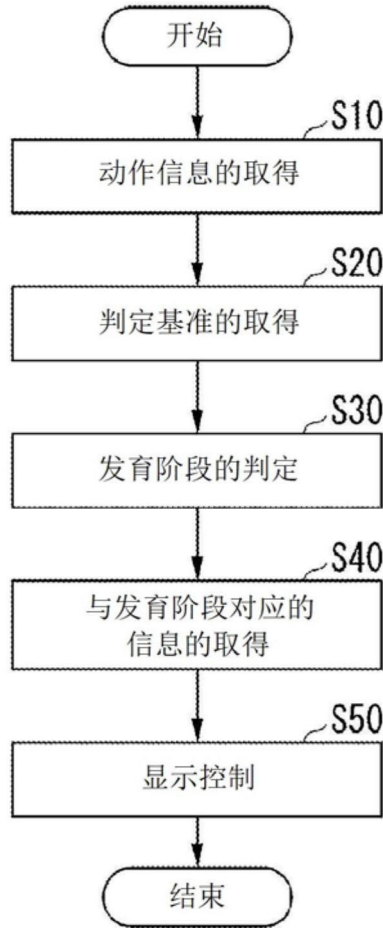 开始
S10
动作信息的取得
S20
判定基准的取得
S30
发育阶段的判定
S40
与发育阶段对应的
信息的取得
S50
显示控制
结束